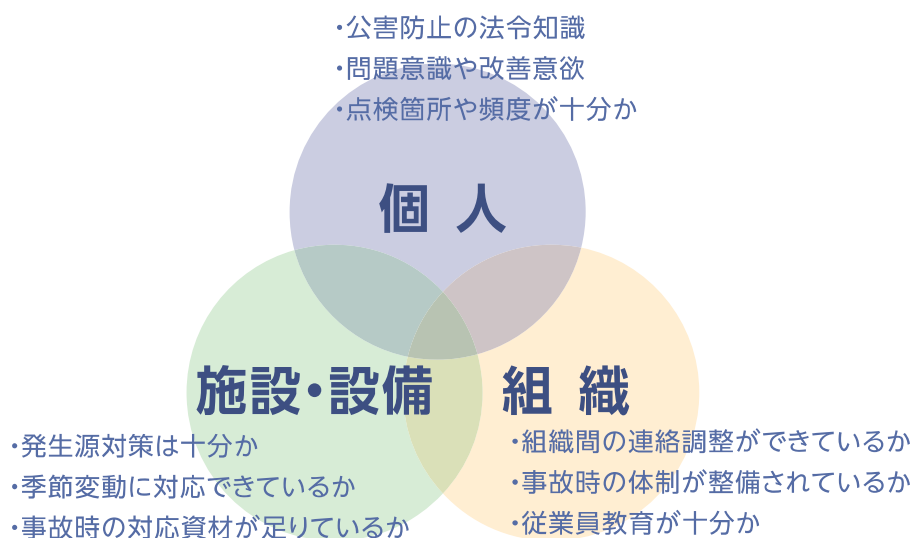 ・公害防止の法令知識
・問題意識や改善意欲
・点検箇所や頻度が十分か
個 人
施設・設備
組 織
・発生源対策は十分か
・季節変動に対応できているか
・事故時の対応資材が足りているか
・組織間の連絡調整ができているか
・事故時の体制が整備されているか
・従業員教育が十分か